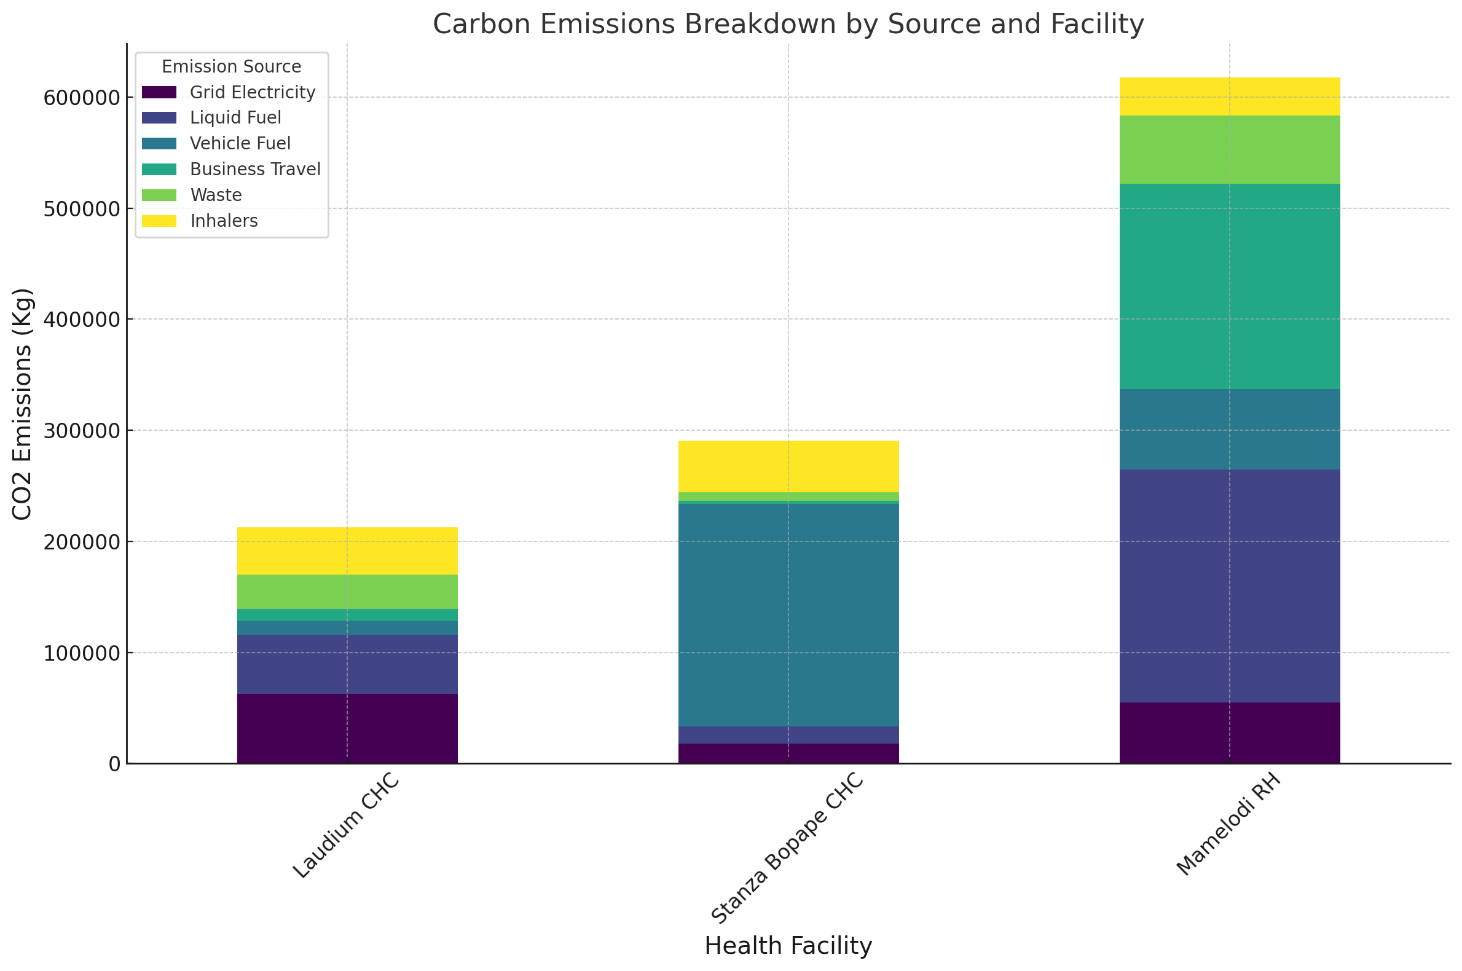 Carbon Emissions Breakdown by Source and Facility
Emission Source
Grid Electricity
Liquid Fuel
Vehicle Fuel
Business Travel
Waste
Inhalers
CO2 Emissions (Kg)
600000
500000
400000
300000
200000
100000
0
Laudium CHC
Stanza Bopape CHC
Mamelodi RH
Health Facility